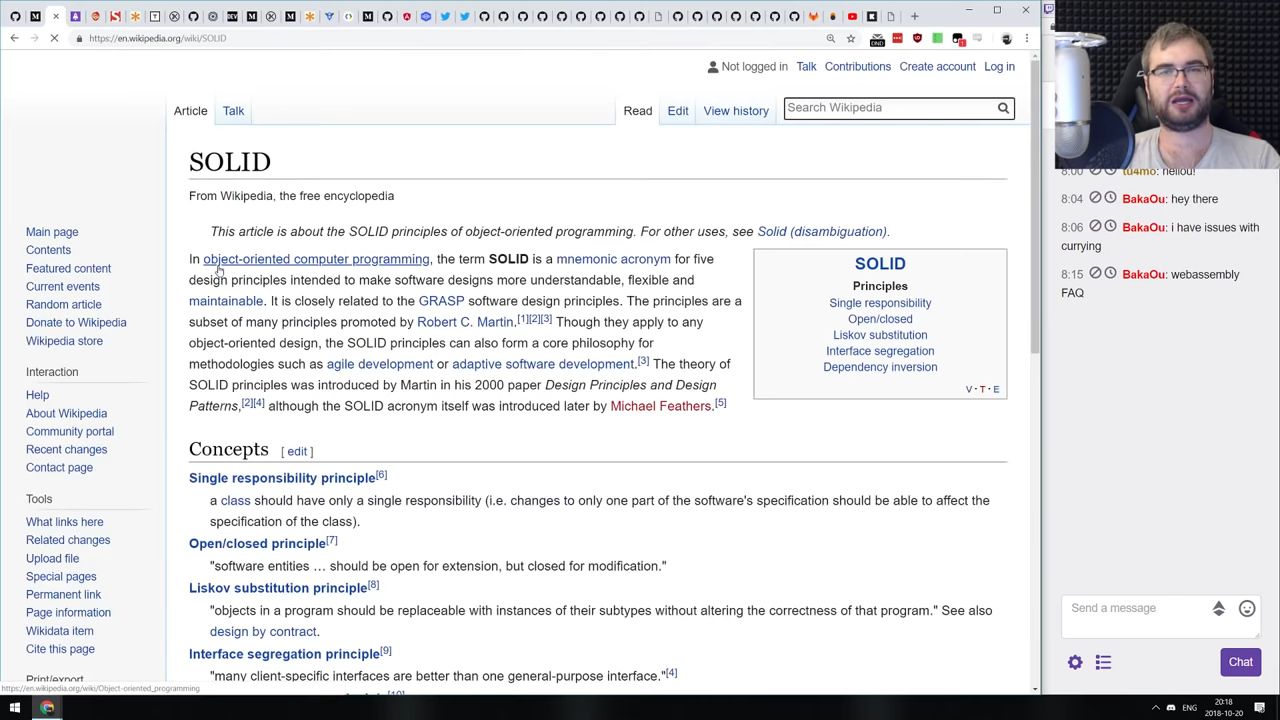 https://en.wikipedia.org/wiki/SOLID
DND
Not logged in Talk Contributions Create account Log in
Article Talk Read Edit View history Search Wikipedia
SOLID
From Wikipedia, the free encyclopedia
This article is about the SOLID principles of object-oriented programming. For other uses, see Solid (disambiguation).
In object-oriented computer programming, the term SOLID is a mnemonic acronym for five
design principles intended to make software designs more understandable, flexible and
maintainable. It is closely related to the GRASP software design principles. The principles are a
subset of many principles promoted by Robert C. Martin.[1][2][3] Though they apply to any
object-oriented design, the SOLID principles can also form a core philosophy for
methodologies such as agile development or adaptive software development.[3] The theory of
SOLID principles was introduced by Martin in his 2000 paper Design Principles and Design
Patterns,[2][4] although the SOLID acronym itself was introduced later by Michael Feathers.[5]
SOLID
Principles
Single responsibility
Open/closed
Liskov substitution
Interface segregation
Dependency inversion
V · T · E
Concepts [ edit ]
Single responsibility principle[6]
a class should have only a single responsibility (i.e. changes to only one part of the software's specification should be able to affect the
specification of the class).
Open/closed principle[7]
"software entities … should be open for extension, but closed for modification."
Liskov substitution principle[8]
"objects in a program should be replaceable with instances of their subtypes without altering the correctness of that program." See also
design by contract.
Interface segregation principle[9]
"many client-specific interfaces are better than one general-purpose interface."[4]
Main page
Contents
Featured content
Current events
Random article
Donate to Wikipedia
Wikipedia store
Interaction
Help
About Wikipedia
Community portal
Recent changes
Contact page
Tools
What links here
Related changes
Upload file
Special pages
Permanent link
Page information
Wikidata item
Cite this page
Print/export
https://en.wikipedia.org/wiki/Object-oriented_programming
8:00 tu4mo: hellou!
8:04 BakaOu: hey there
8:06 BakaOu: i have issues with
currying
8:15 BakaOu: webassembly
FAQ
Send a message
Chat
ENG
20:18
2018-10-20